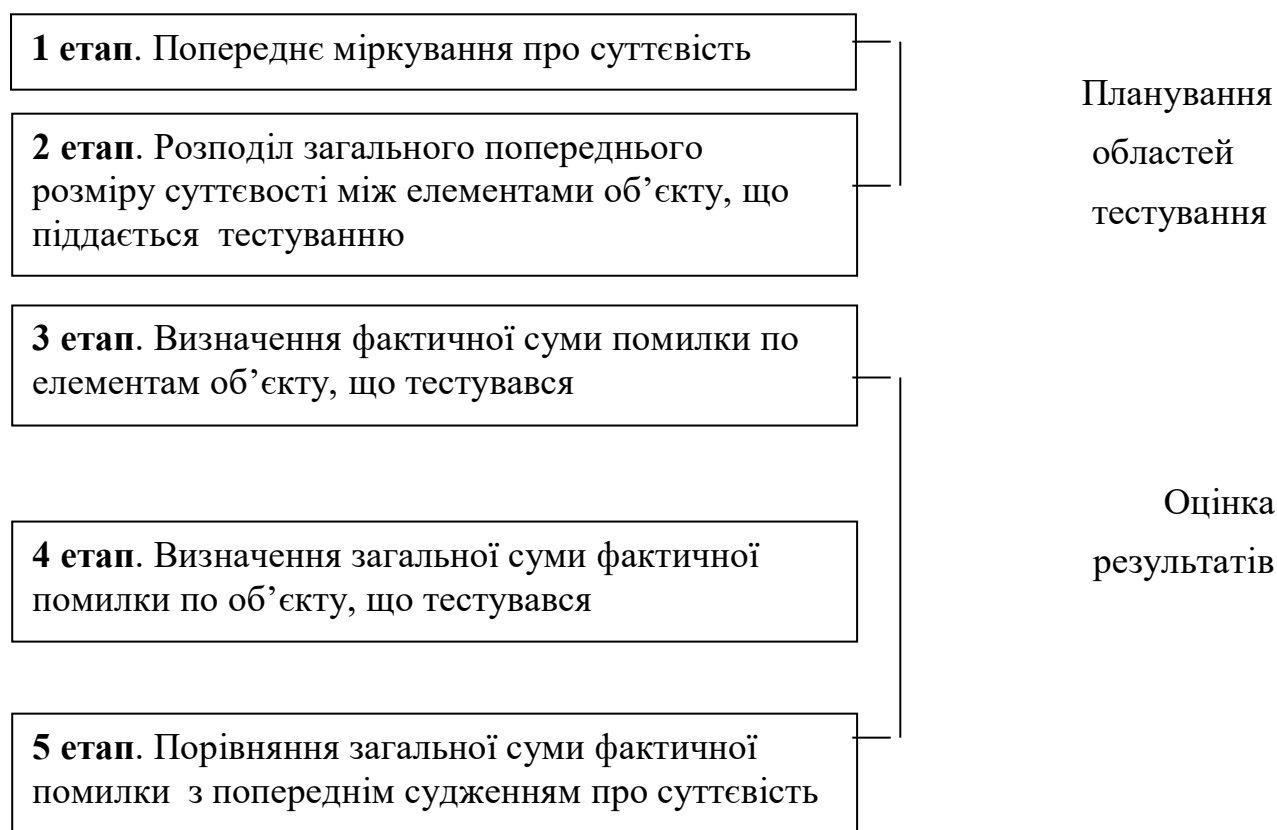 1 етап. Попереднє міркування про суттєвість
2 етап. Розподіл загального попереднього
розміру суттєвості між елементами об’єкту, що
піддається тестуванню
Планування
областей
тестування
3 етап. Визначення фактичної суми помилки по
елементам об’єкту, що тестувався
4 етап. Визначення загальної суми фактичної
помилки по об’єкту, що тестувався
5 етап. Порівняння загальної суми фактичної
помилки з попереднім судженням про суттєвість
Оцінка
результатів